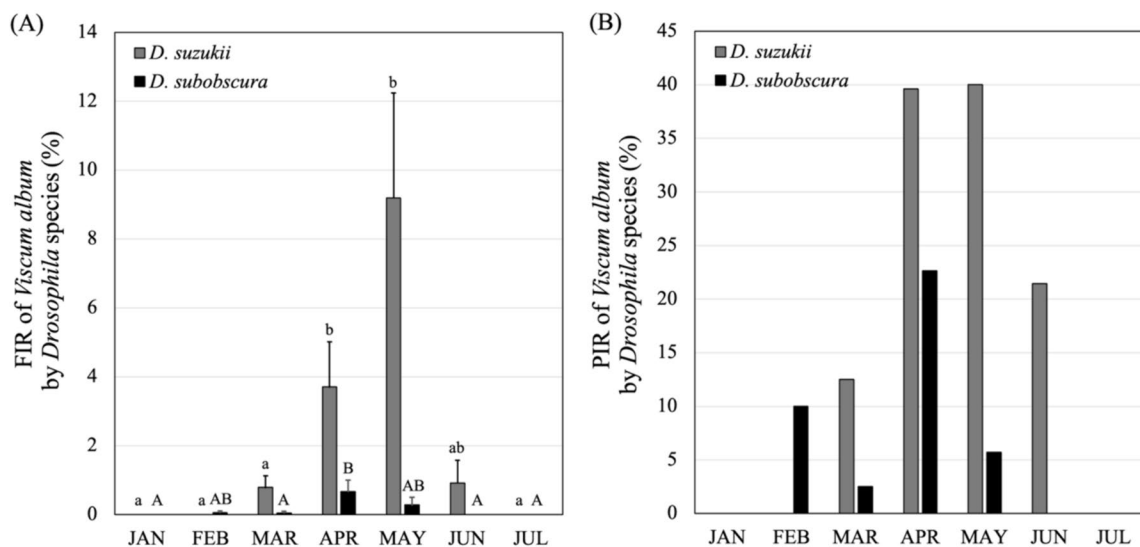 (A)
FIR of Viscum album
by Drosophila species (%)
14
12
10
8
6
4
2
0
D. suzukii
D. subobscura
a A
a AB
a A
b B
b AB
ab A
a A
JAN FEB MAR APR MAY JUN JUL
(B)
PIR of Viscum album
by Drosophila species (%)
45
40
35
30
25
20
15
10
5
0
D. suzukii
D. subobscura
JAN FEB MAR APR MAY JUN JUL